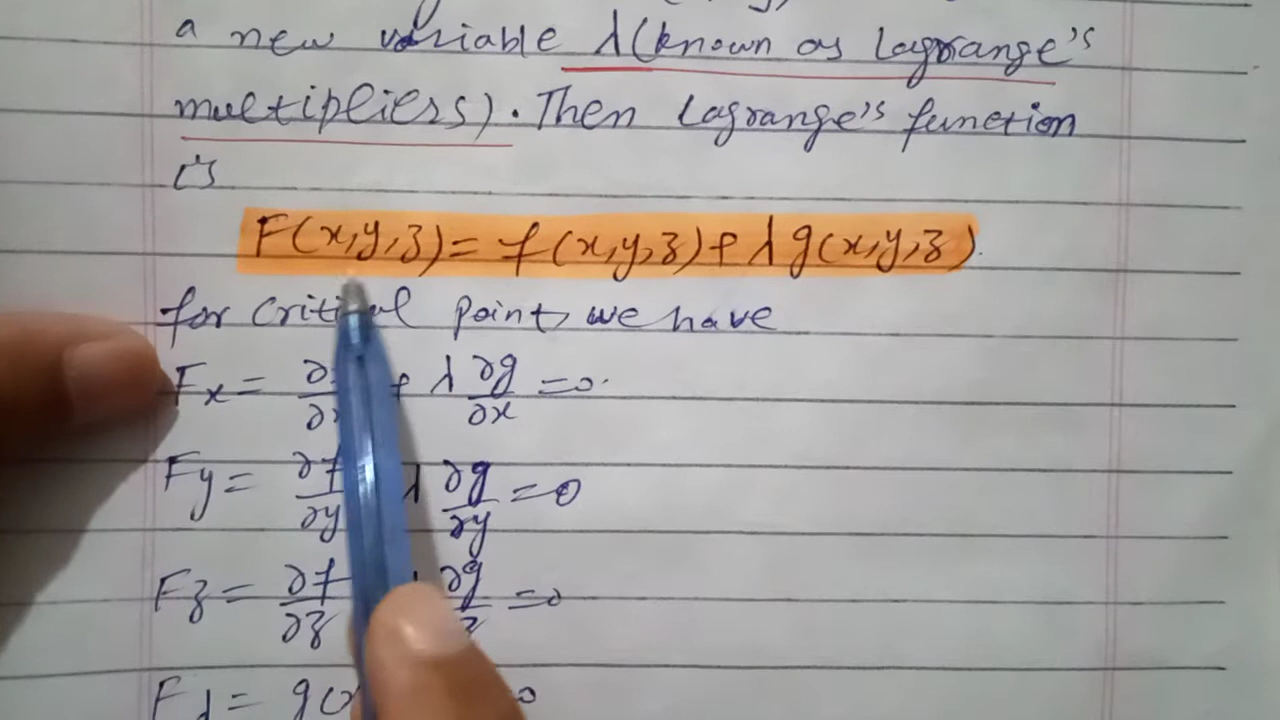 a new variable λ(known as Lagrange's
multipliers). Then Lagrange's function
is
F(x,y,z)= f(x,y,z)+λg(x,y,z).
for critical point, we have
Fx= + λ ∂g/∂x =0.
Fy= ∂f/∂y λ ∂g/∂y =0
Fz= ∂f/∂z =0
Fλ= g